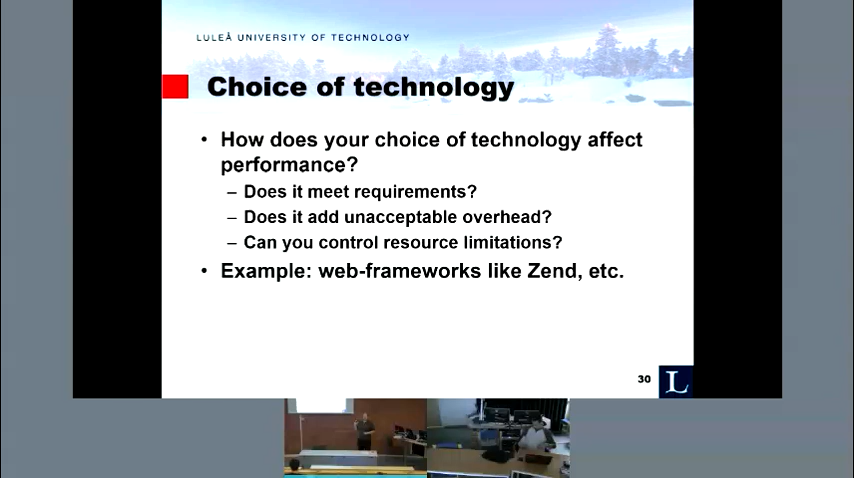 LULEÅ UNIVERSITY OF TECHNOLOGY
Choice of technology
• How does your choice of technology affect
performance?
– Does it meet requirements?
– Does it add unacceptable overhead?
– Can you control resource limitations?
• Example: web-frameworks like Zend, etc.
30
L